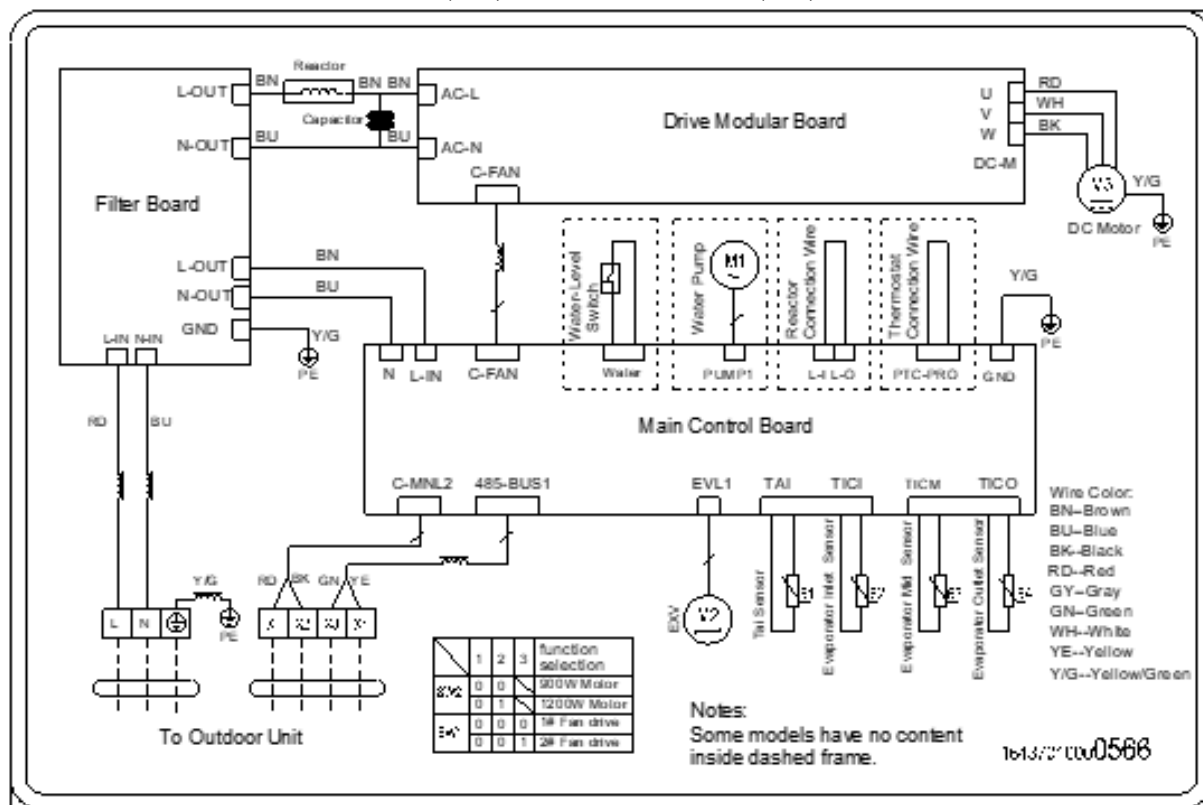 Reactor
BN
BN
BN
L-OUT
AC-L
Capacitor
N-OUT
BU
BU
AC-N
C-FAN
Drive Modular Board
U
V
W
DC-M
RD
WH
BK
Y/G
DC Motor
PE
Filter Board
L-OUT
BN
N-OUT
BU
GND
Y/G
PE
L-IN
N-IN
Water-Level
Switch
Water Pump
M1
Reactor
Connection Wire
Thermostat
Connection Wire
Y/G
PE
N
L-IN
C-FAN
Water
PUMP1
L-I
L-O
PTC-PRO
GND
Main Control Board
RD
BU
C-MNL2
485-BUS1
EVL1
TAI
TICI
TICM
TICO
Wire Color:
BN--Brown
BU--Blue
BK--Black
RD--Red
GY--Gray
GN--Green
WH--White
YE--Yellow
Y/G--Yellow/Green
RD
BK
GN
YE
Y/G
PE
L
N
EXV
Tai Sensor
Evaporator Inlet Sensor
Evaporator Mid Sensor
Evaporator Outlet Sensor
1 2 3 function
selection
0 0 900W Motor
0 1 1200W Motor
0 0 0 1# Fan drive
0 0 1 2# Fan drive
To Outdoor Unit
Notes:
Some models have no content
inside dashed frame.
0566